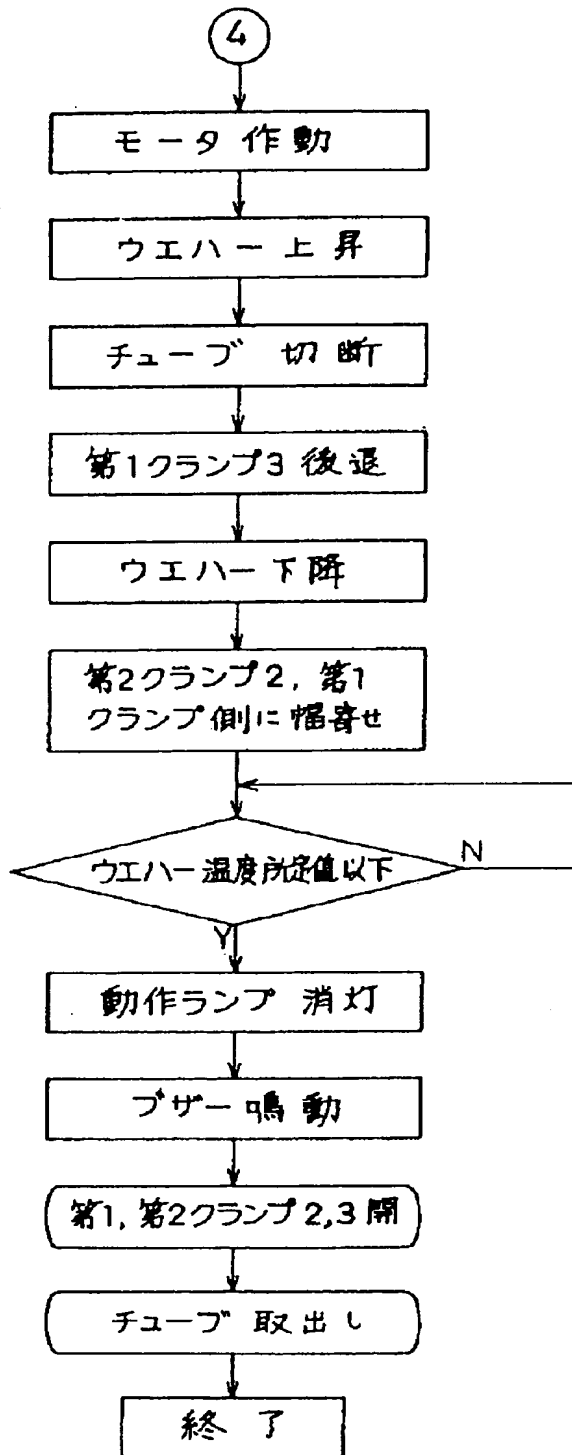 4
モータ作動
ウエハー上昇
チューブ 切断
第1クランプ3後退
ウエハー下降
第2クランプ2, 第1
クランプ側に幅寄せ
ウエハー温度所定値以下
N
Y
動作ランプ 消灯
ブザー鳴動
第1, 第2クランプ2,3開
チューブ 取出し
終了